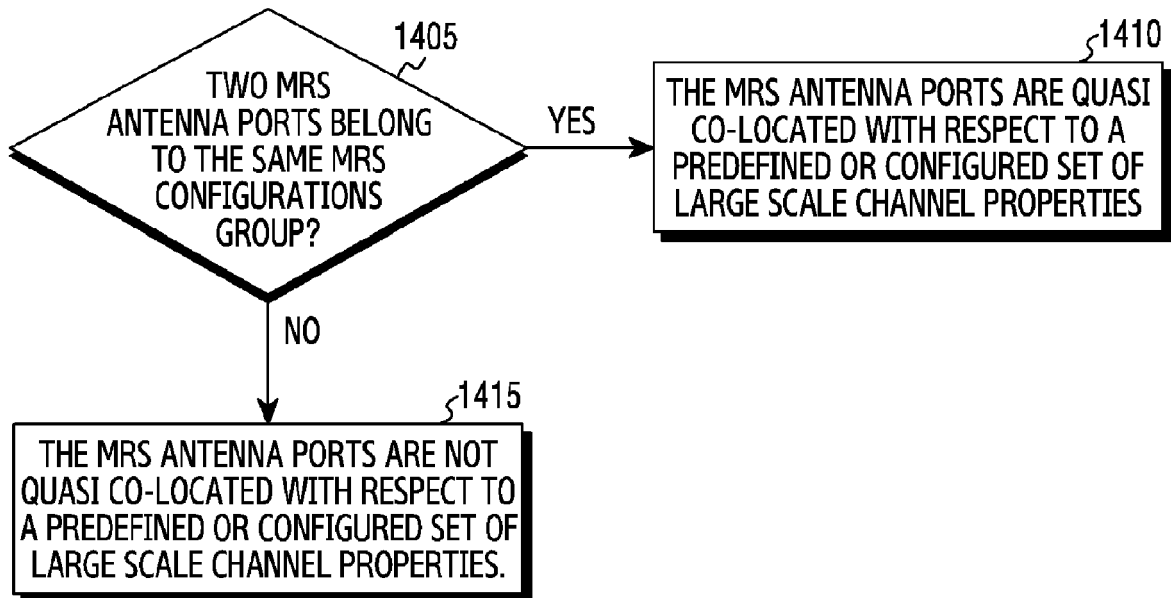 1405
TWO MRS
ANTENNA PORTS BELONG
TO THE SAME MRS
CONFIGURATIONS
GROUP?
YES
1410
THE MRS ANTENNA PORTS ARE QUASI
CO-LOCATED WITH RESPECT TO A
PREDEFINED OR CONFIGURED SET OF
LARGE SCALE CHANNEL PROPERTIES
NO
1415
THE MRS ANTENNA PORTS ARE NOT
QUASI CO-LOCATED WITH RESPECT TO
A PREDEFINED OR CONFIGURED SET OF
LARGE SCALE CHANNEL PROPERTIES.